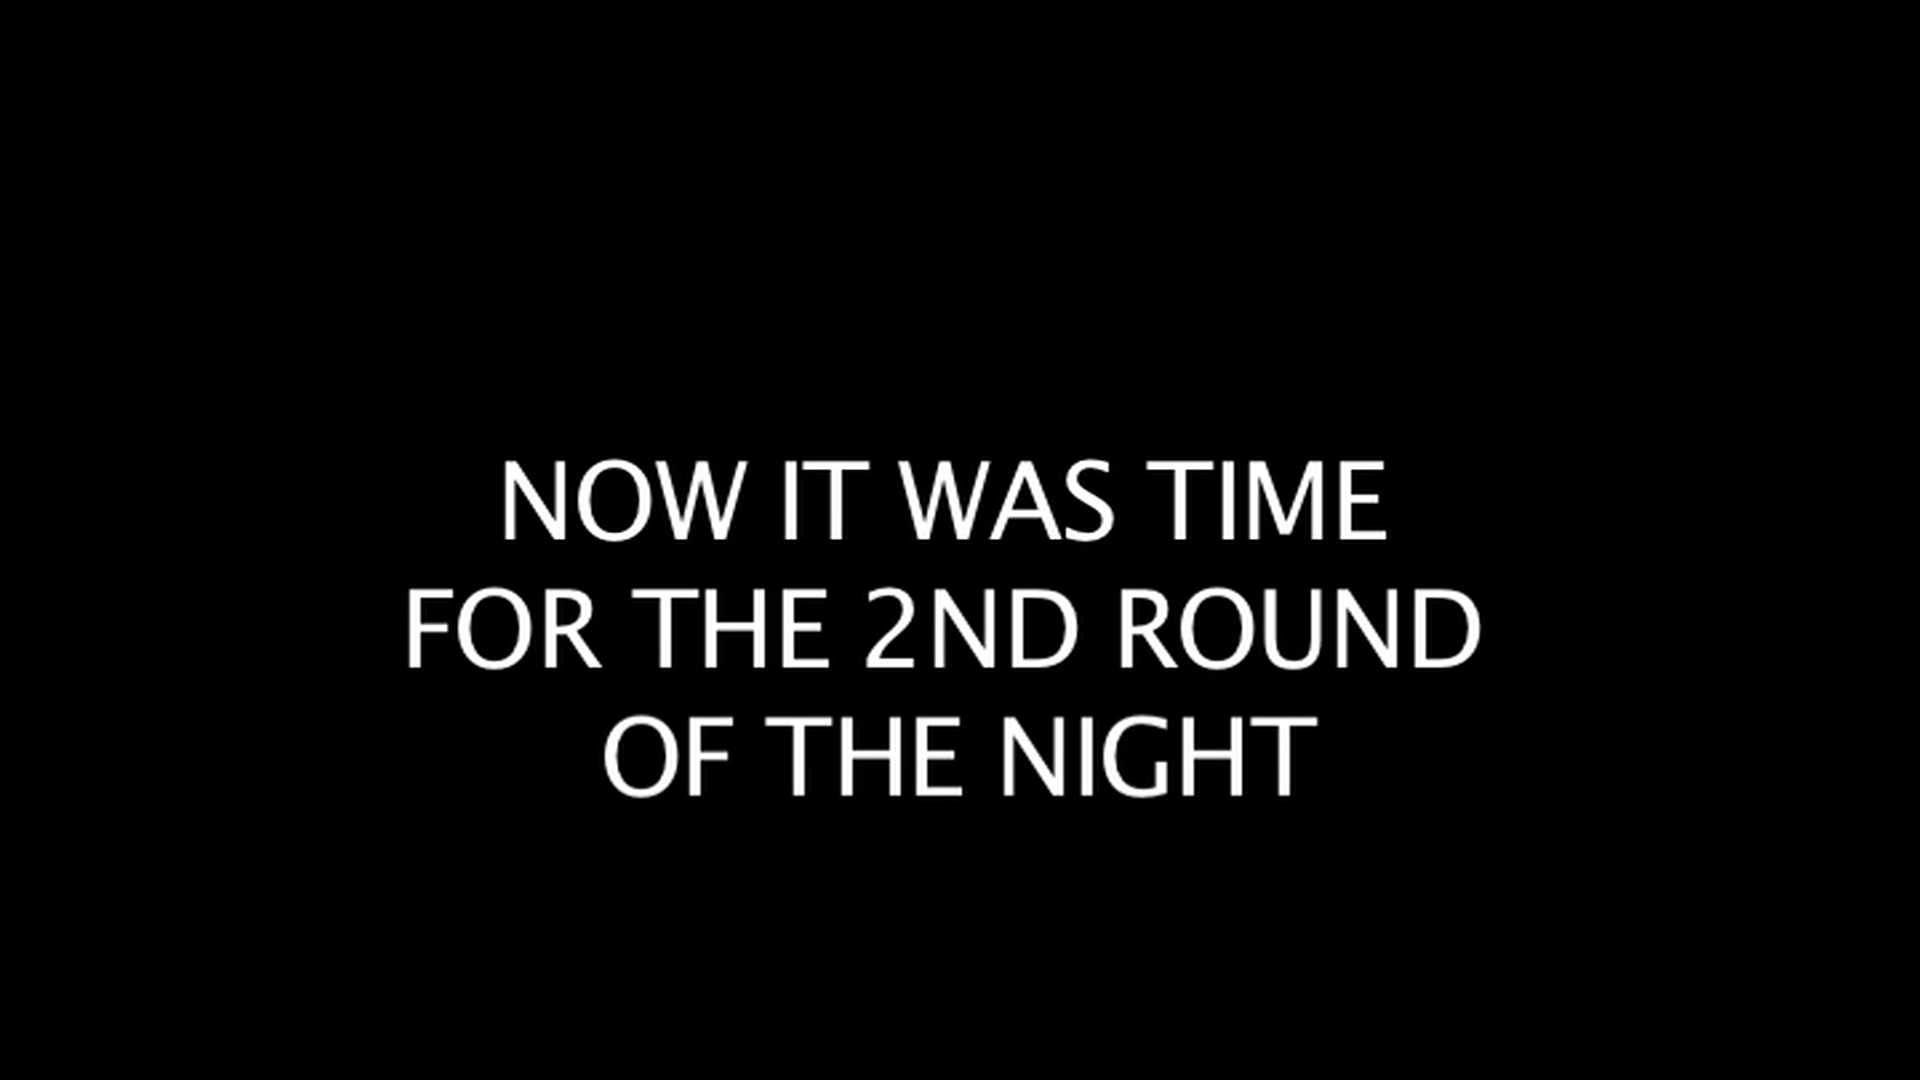 NOW IT WAS TIME
FOR THE 2ND ROUND
OF THE NIGHT